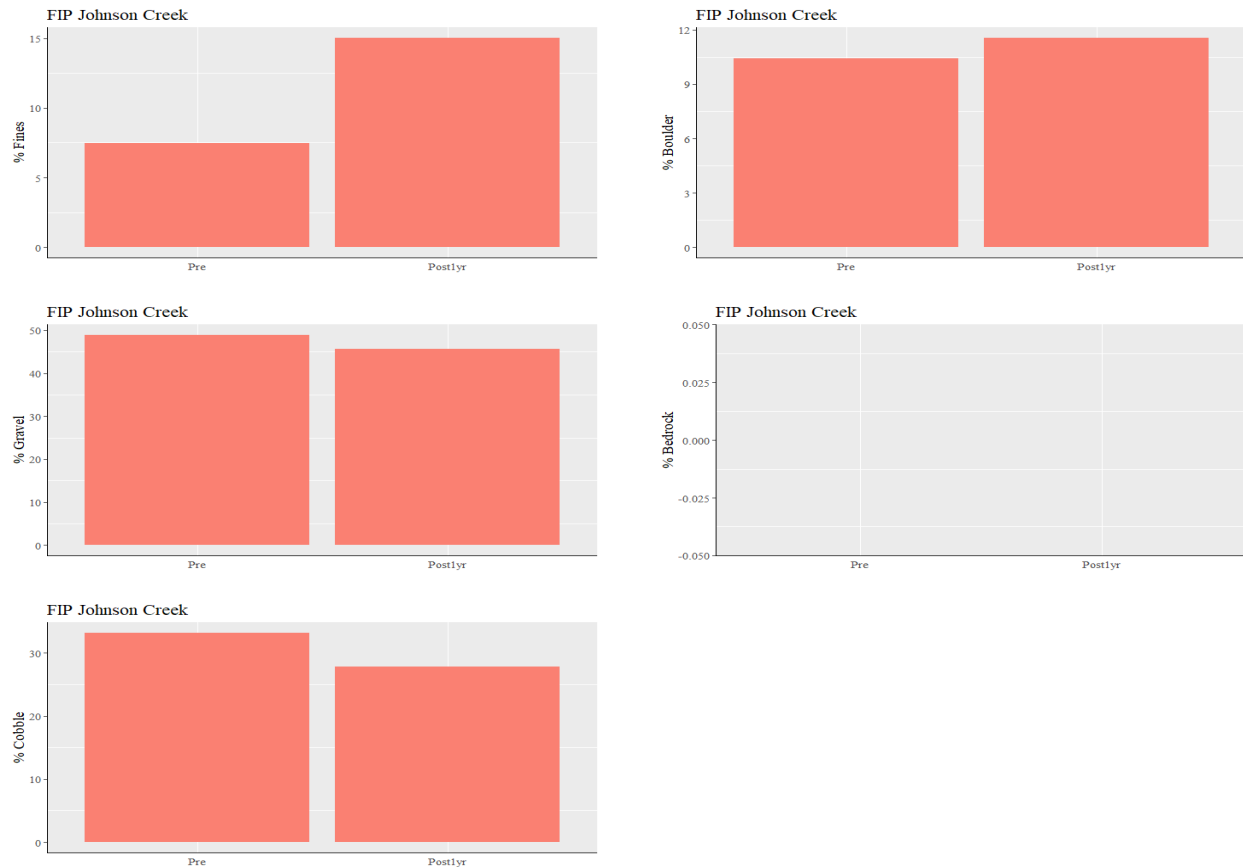 FIP Johnson Creek
% Fines
15
10
5
0
Pre Post1yr
FIP Johnson Creek
% Boulder
12
9
6
3
0
Pre Post1yr
FIP Johnson Creek
% Gravel
50
40
30
20
10
0
Pre Post1yr
FIP Johnson Creek
% Bedrock
0.050
0.025
0.000
-0.025
-0.050
Pre Post1yr
FIP Johnson Creek
% Cobble
30
20
10
0
Pre Post1yr